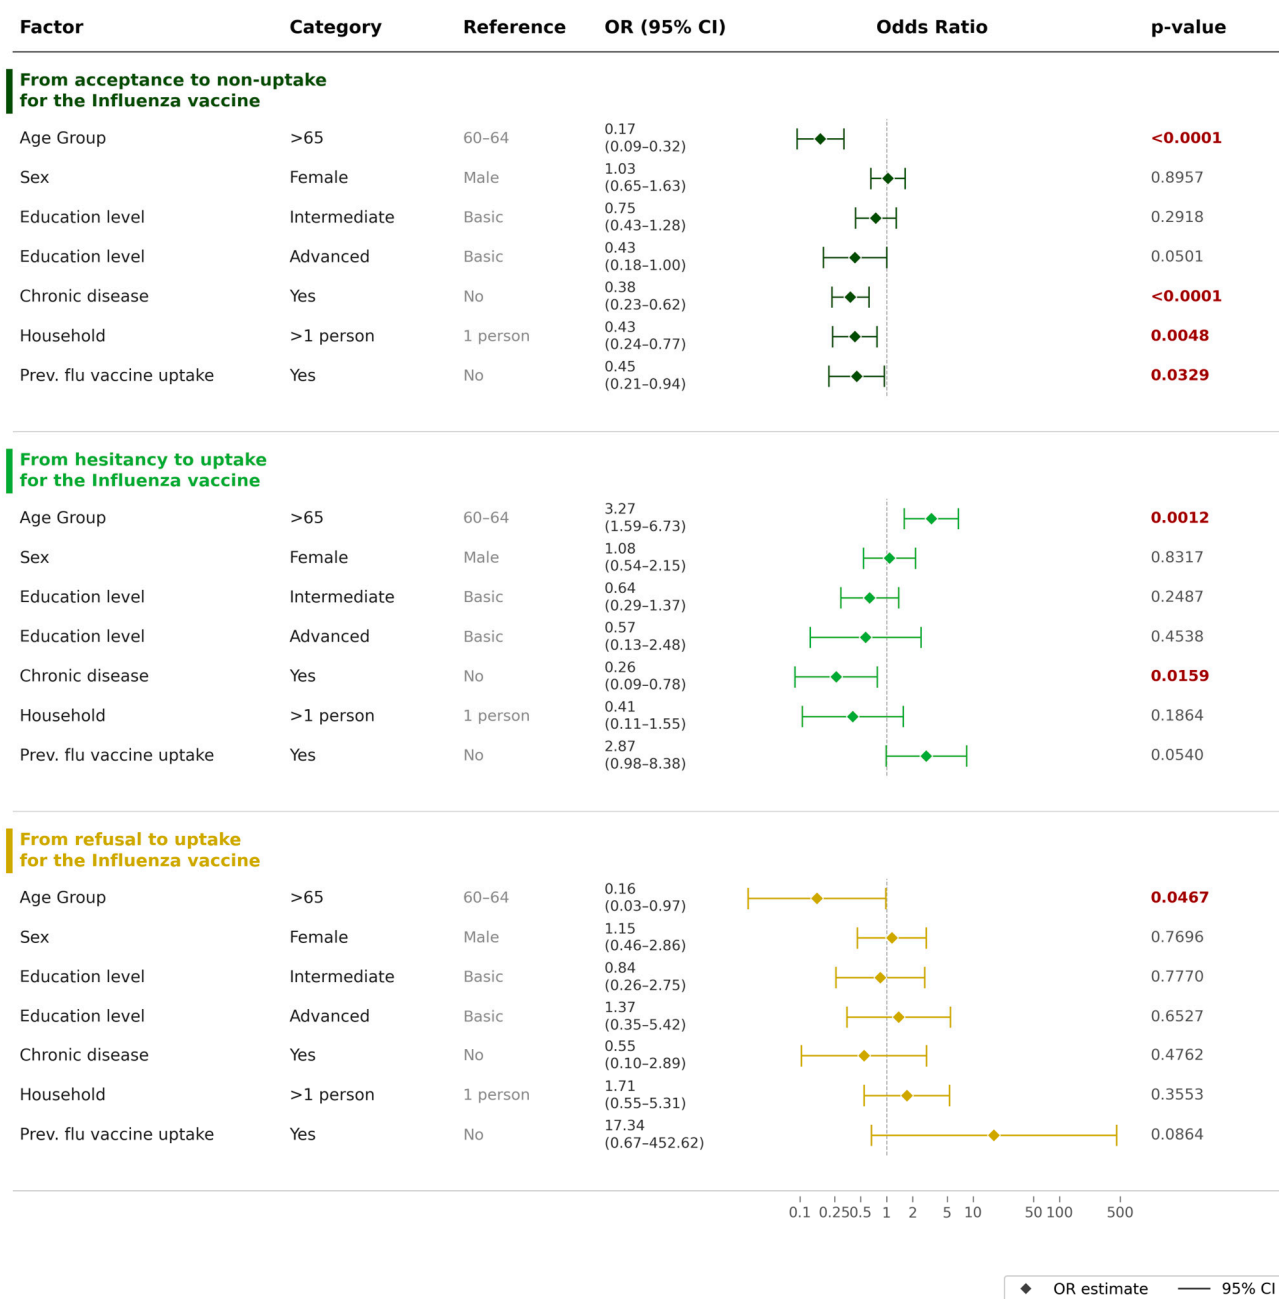 Factor Category Reference OR (95% CI) Odds Ratio p-value
From acceptance to non-uptake
for the Influenza vaccine
Age Group >65 60–64 0.17 (0.09–0.32) <0.0001
Sex Female Male 1.03 (0.65–1.63) 0.8957
Education level Intermediate Basic 0.75 (0.43–1.28) 0.2918
Education level Advanced Basic 0.43 (0.18–1.00) 0.0501
Chronic disease Yes No 0.38 (0.23–0.62) <0.0001
Household >1 person 1 person 0.43 (0.24–0.77) 0.0048
Prev. flu vaccine uptake Yes No 0.45 (0.21–0.94) 0.0329
From hesitancy to uptake
for the Influenza vaccine
Age Group >65 60–64 3.27 (1.59–6.73) 0.0012
Sex Female Male 1.08 (0.54–2.15) 0.8317
Education level Intermediate Basic 0.64 (0.29–1.37) 0.2487
Education level Advanced Basic 0.57 (0.13–2.48) 0.4538
Chronic disease Yes No 0.26 (0.09–0.78) 0.0159
Household >1 person 1 person 0.41 (0.11–1.55) 0.1864
Prev. flu vaccine uptake Yes No 2.87 (0.98–8.38) 0.0540
From refusal to uptake
for the Influenza vaccine
Age Group >65 60–64 0.16 (0.03–0.97) 0.0467
Sex Female Male 1.15 (0.46–2.86) 0.7696
Education level Intermediate Basic 0.84 (0.26–2.75) 0.7770
Education level Advanced Basic 1.37 (0.35–5.42) 0.6527
Chronic disease Yes No 0.55 (0.10–2.89) 0.4762
Household >1 person 1 person 1.71 (0.55–5.31) 0.3553
Prev. flu vaccine uptake Yes No 17.34 (0.67–452.62) 0.0864
0.1 0.25 0.5 1 2 5 10 50 100 500
OR estimate 95% CI